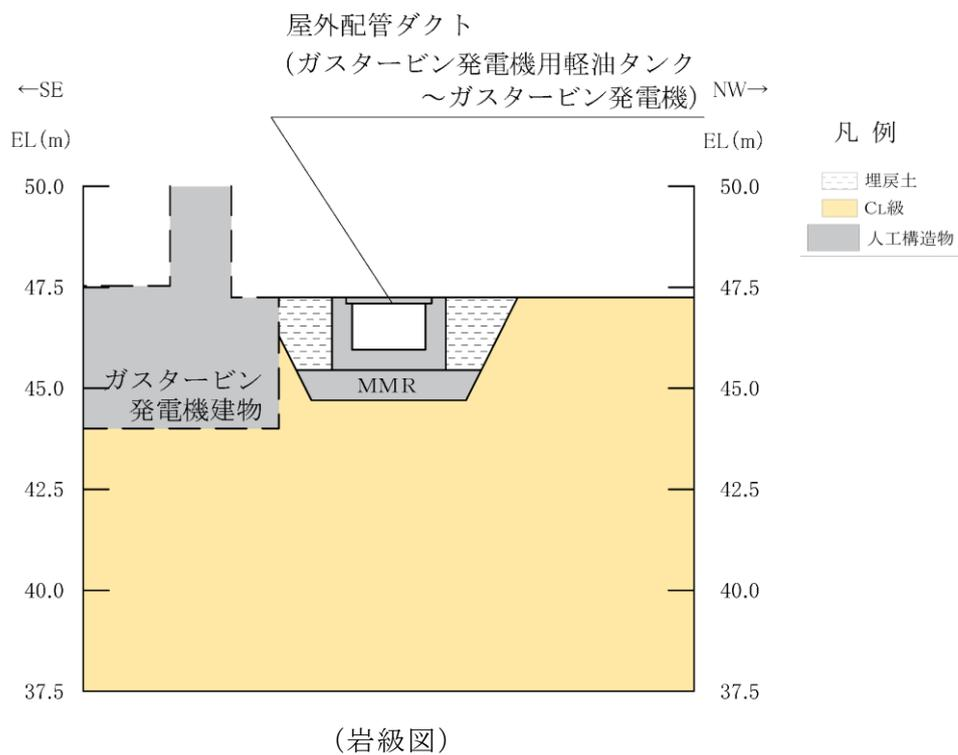 屋外配管ダクト
(ガスタービン発電機用軽油タンク
～ガスタービン発電機)
←SE
NW→
EL(m)
EL(m)
凡 例
埋戻土
CL級
人工構造物
50.0
50.0
47.5
47.5
45.0
45.0
ガスタービン
発電機建物
MMR
42.5
42.5
40.0
40.0
37.5
37.5
(岩級図)